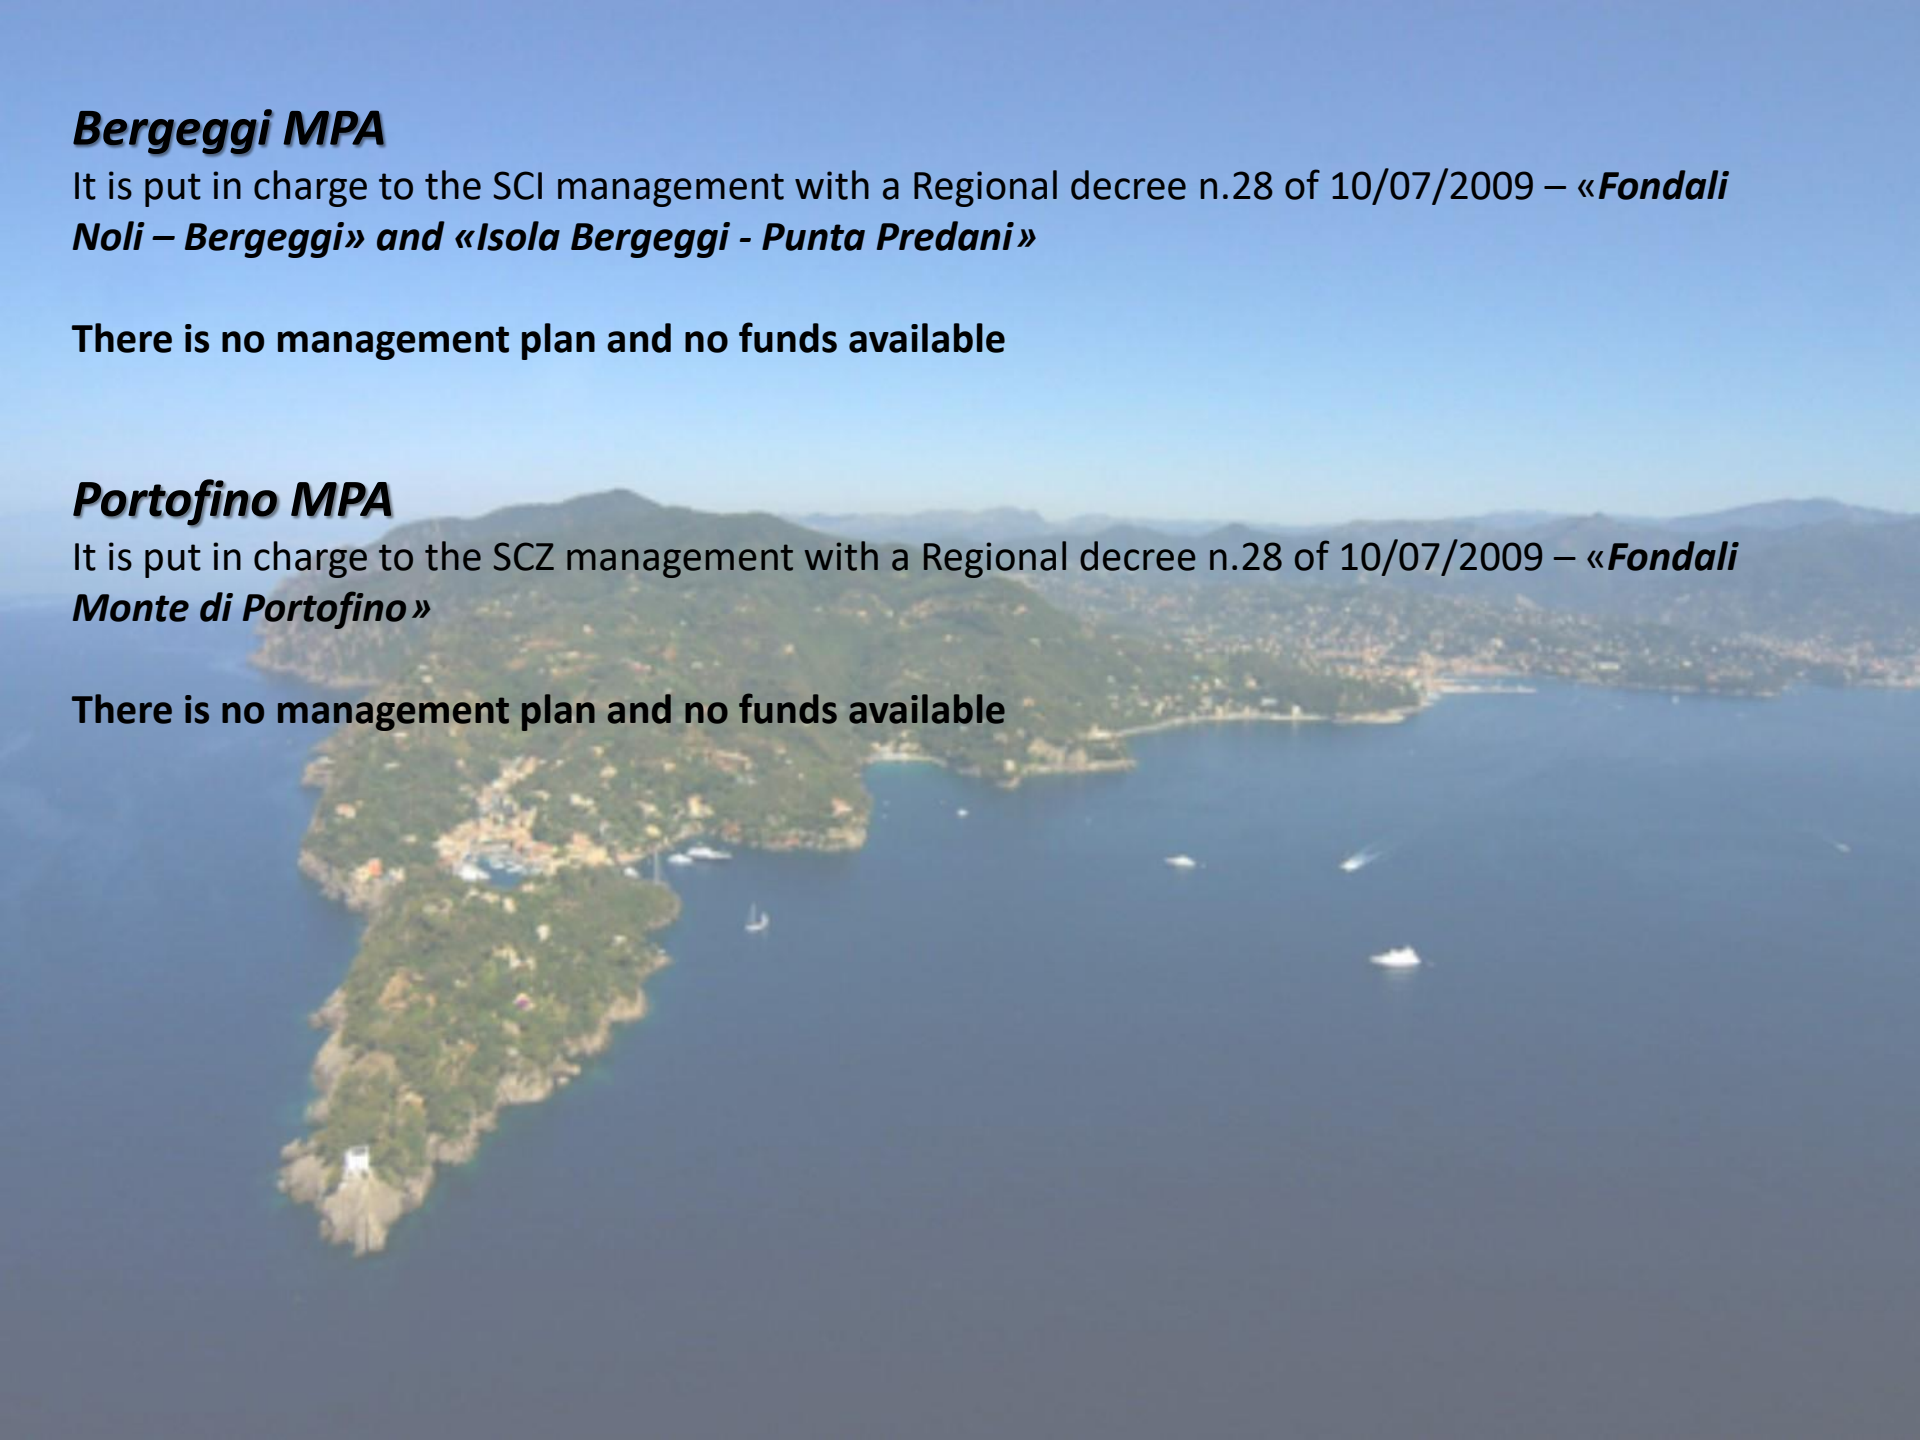 Bergeggi MPA
It is put in charge to the SCI management with a Regional decree n.28 of 10/07/2009 – «Fondali
Noli – Bergeggi» and «Isola Bergeggi - Punta Predani»
There is no management plan and no funds available
Portofino MPA
It is put in charge to the SCZ management with a Regional decree n.28 of 10/07/2009 – «Fondali
Monte di Portofino»
There is no management plan and no funds available